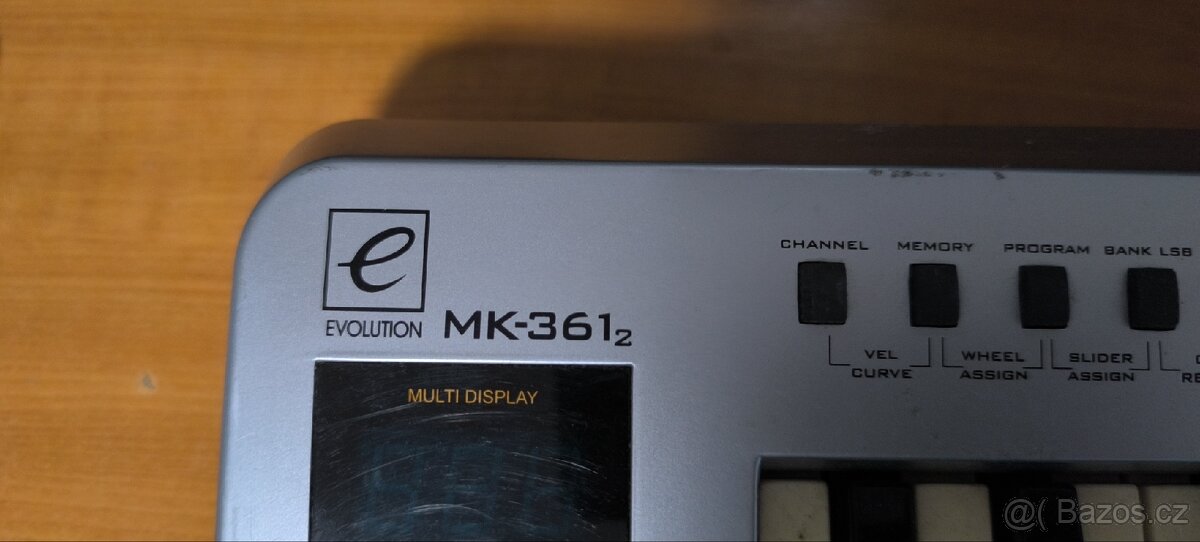 e
EVOLUTION MK-361₂
MULTI DISPLAY
CHANNEL MEMORY PROGRAM BANK LSB
VEL CURVE
WHEEL ASSIGN
SLIDER ASSIGN
@( Bazos.cz